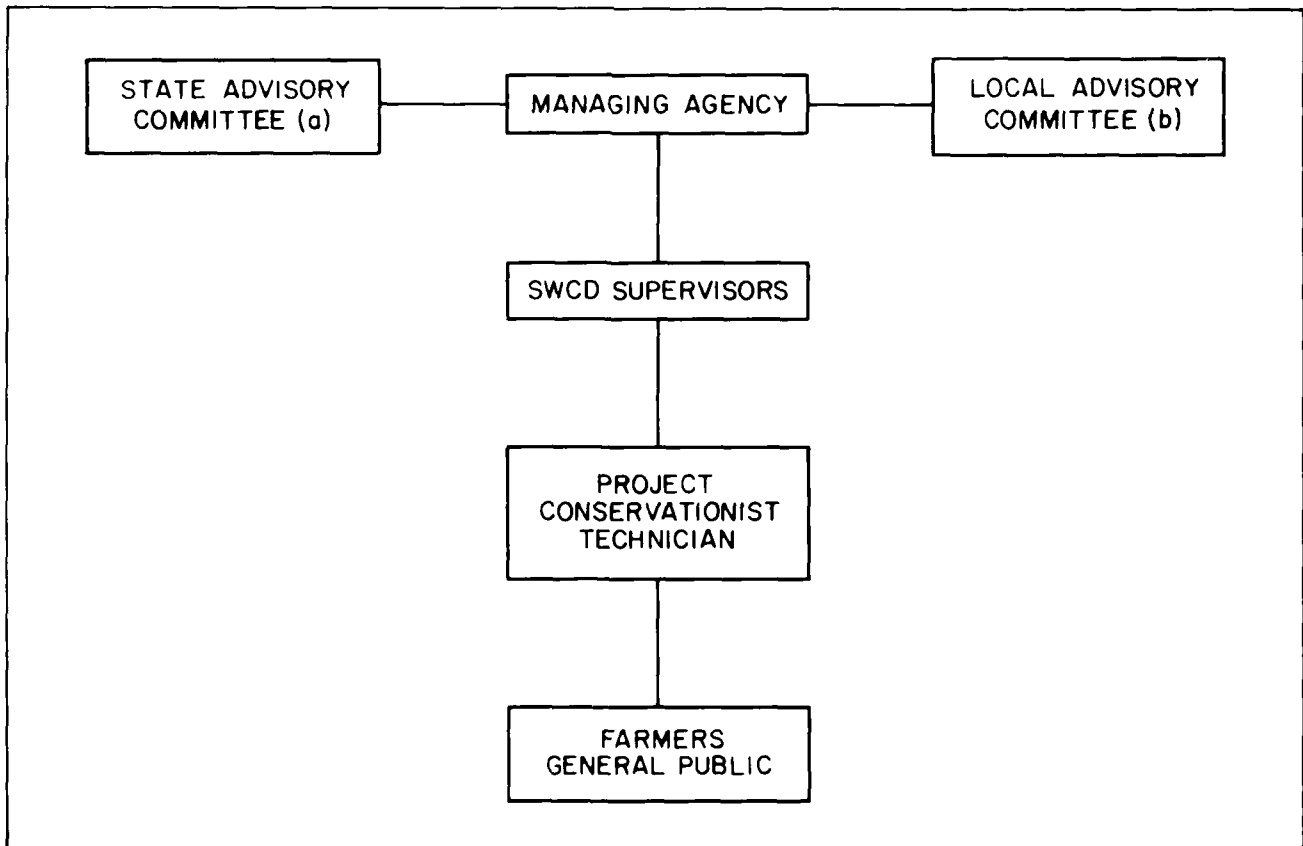 STATE ADVISORY
COMMITTEE (a)
MANAGING AGENCY
LOCAL ADVISORY
COMMITTEE (b)
SWCD SUPERVISORS
PROJECT
CONSERVATIONIST
TECHNICIAN
FARMERS
GENERAL PUBLIC